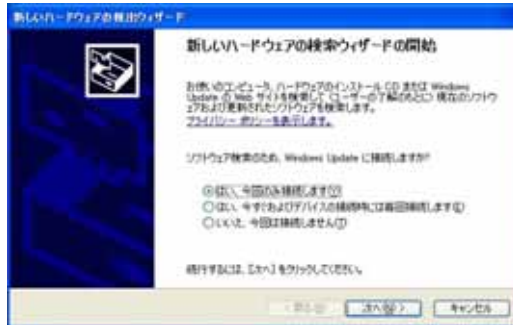 新しいハードウェアの検出ウィザード
新しいハードウェアの検索ウィザードの開始
お使いのコンピュータ、ハードウェアのインストール CD または Windows
Update の Web サイトを検索して (ユーザーの了解のもとに) 現在のソフトウ
ェアおよび更新されたソフトウェアを検索します。
プライバシー ポリシーを表示します。
ソフトウェア検索のため、Windows Update に接続しますか?
はい、今回のみ接続します(Y)
はい、今すぐおよびデバイスの接続時には毎回接続します(E)
いいえ、今回は接続しません(T)
続行するには、[次へ] をクリックしてください。
< 戻る(B)
次へ(N) >
キャンセル